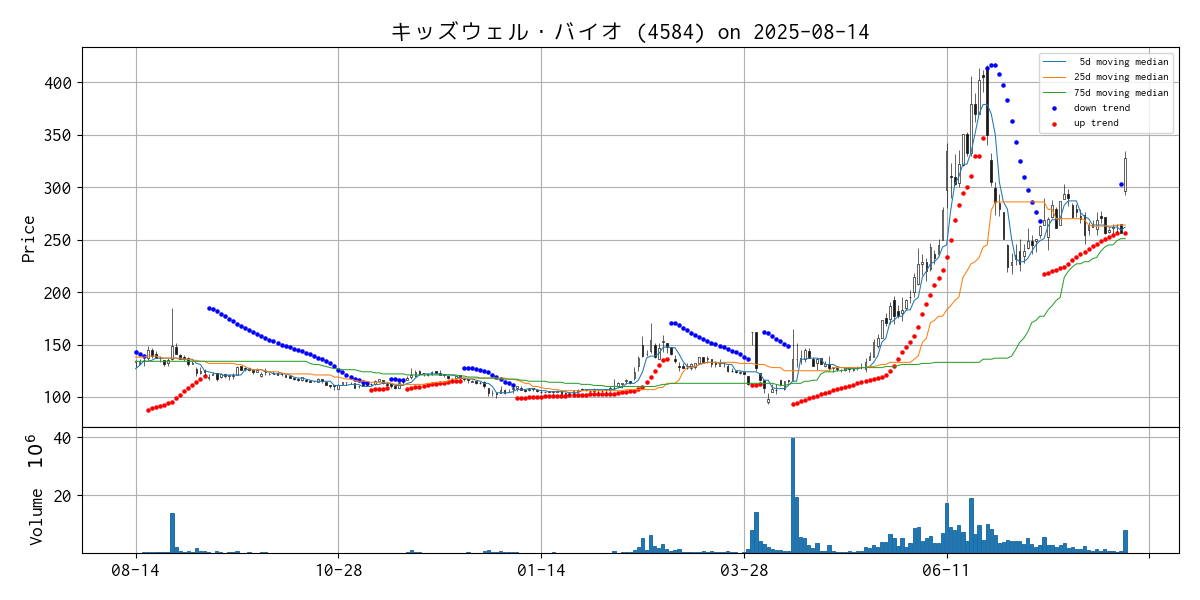 キッズウェル・バイオ (4584) on 2025-08-14
5d moving median
25d moving median
75d moving median
down trend
up trend
Price
400
350
300
250
200
150
100
Volume 10^6
40
20
08-14
10-28
01-14
03-28
06-11